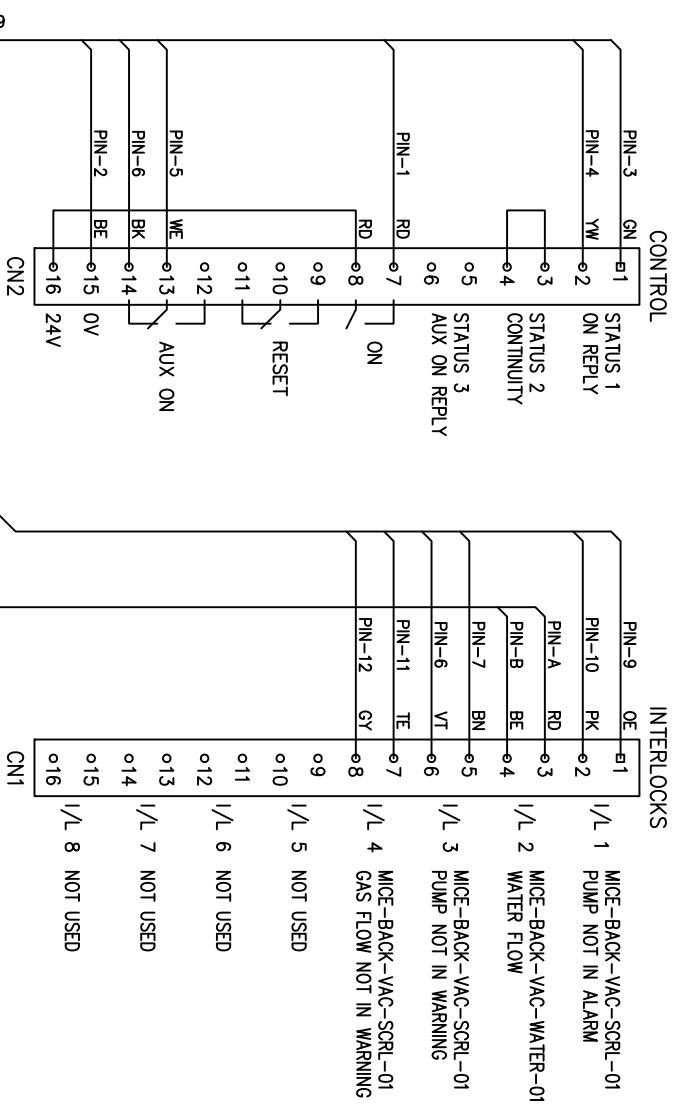 9
CONTROL
PIN-3 GN 1
PIN-4 YW 2
STATUS 1
ON REPLY
3
4
STATUS 2
CONTINUITY
5
6
STATUS 3
AUX ON REPLY
PIN-1 RD 7
RD 8
ON
9
10
11
RESET
12
PIN-5 WE 13
PIN-6 BK 14
AUX ON
PIN-2 BE 15 0V
16 24V
CN2
INTERLOCKS
PIN-9 OE 1
PIN-10 PK 2
I/L 1 MICE-BACK-VAC-SCRL-01
PUMP NOT IN ALARM
PIN-A RD 3
PIN-B BE 4
I/L 2 MICE-BACK-VAC-WATER-01
WATER FLOW
PIN-7 BN 5
PIN-6 VT 6
I/L 3 MICE-BACK-VAC-SCRL-01
PUMP NOT IN WARNING
PIN-11 TE 7
PIN-12 GY 8
I/L 4 MICE-BACK-VAC-SCRL-01
GAS FLOW NOT IN WARNING
9
10
I/L 5 NOT USED
11
12
I/L 6 NOT USED
13
14
I/L 7 NOT USED
15
16
I/L 8 NOT USED
CN1